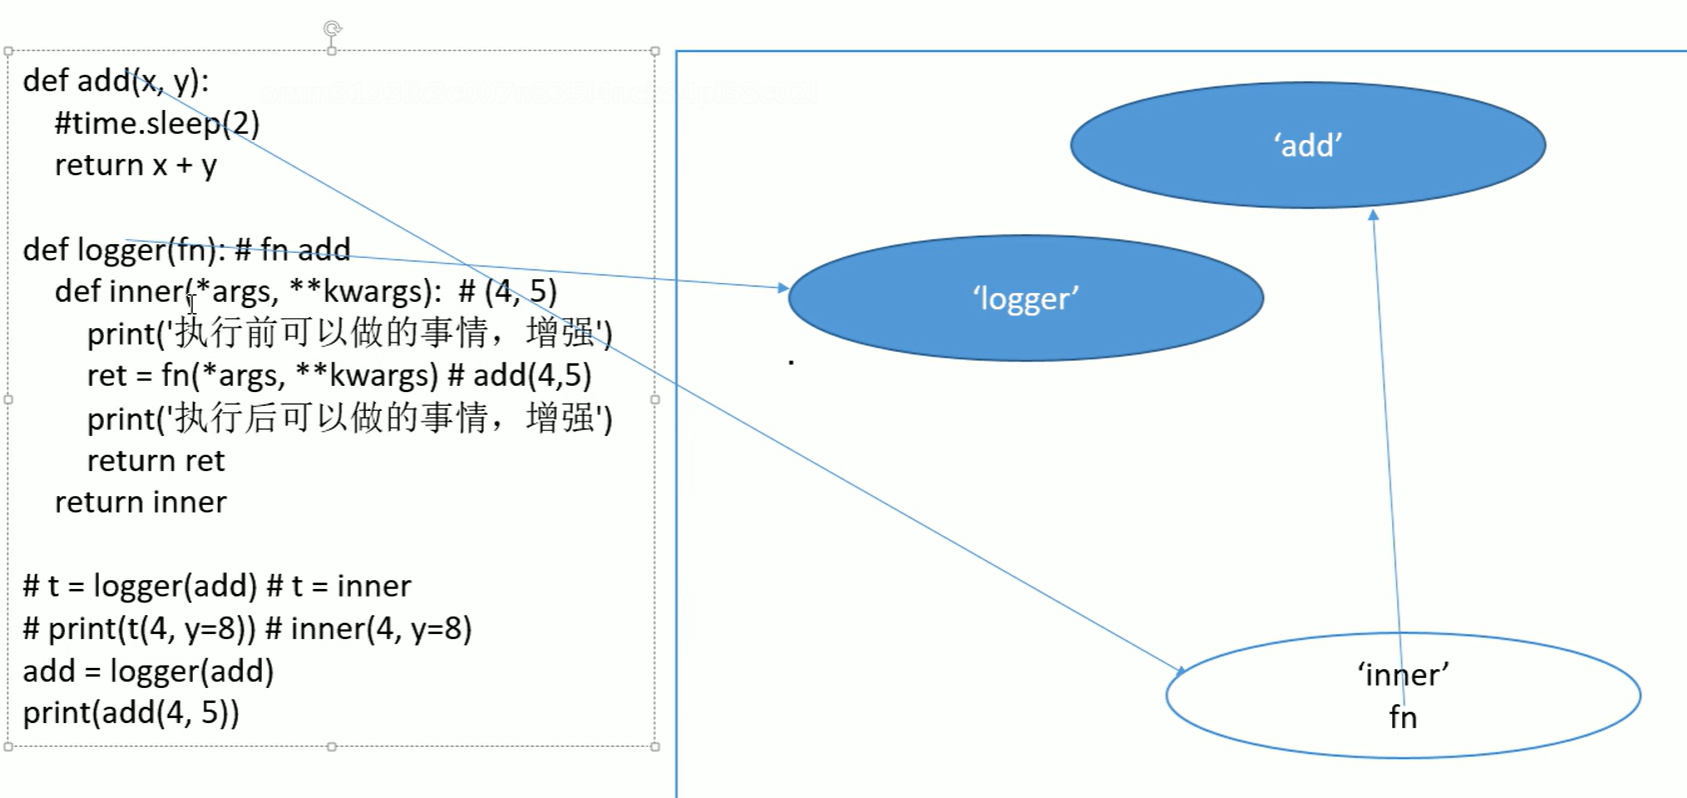 def add(x, y):
#time.sleep(2)
return x + y
def logger(fn): # fn add
def inner(*args, **kwargs):  # (4, 5)
print('执行前可以做的事情，增强')
ret = fn(*args, **kwargs) # add(4,5)
print('执行后可以做的事情，增强')
return ret
return inner
# t = logger(add) # t = inner
# print(t(4, y=8)) # inner(4, y=8)
add = logger(add)
print(add(4, 5))
‘add’
‘logger’
‘inner’
fn